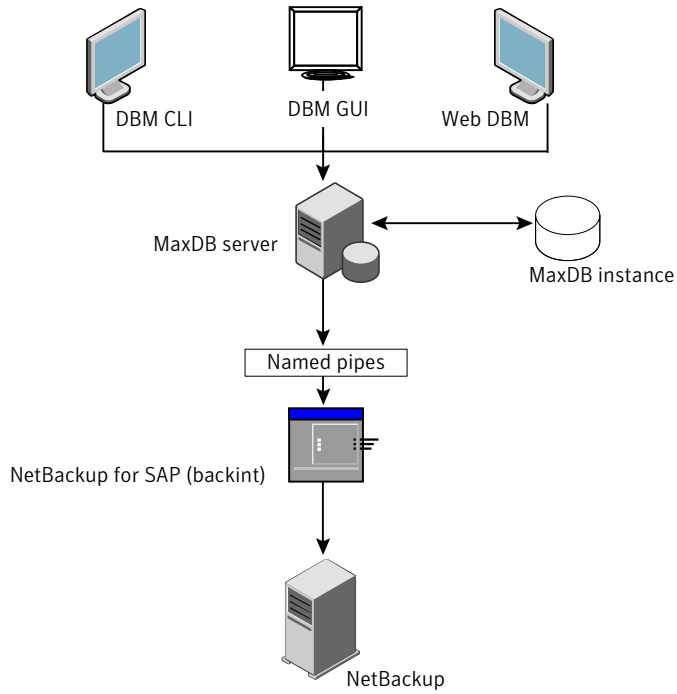 DBM CLI
DBM GUI
Web DBM
MaxDB server
MaxDB instance
Named pipes
NetBackup for SAP (backint)
NetBackup